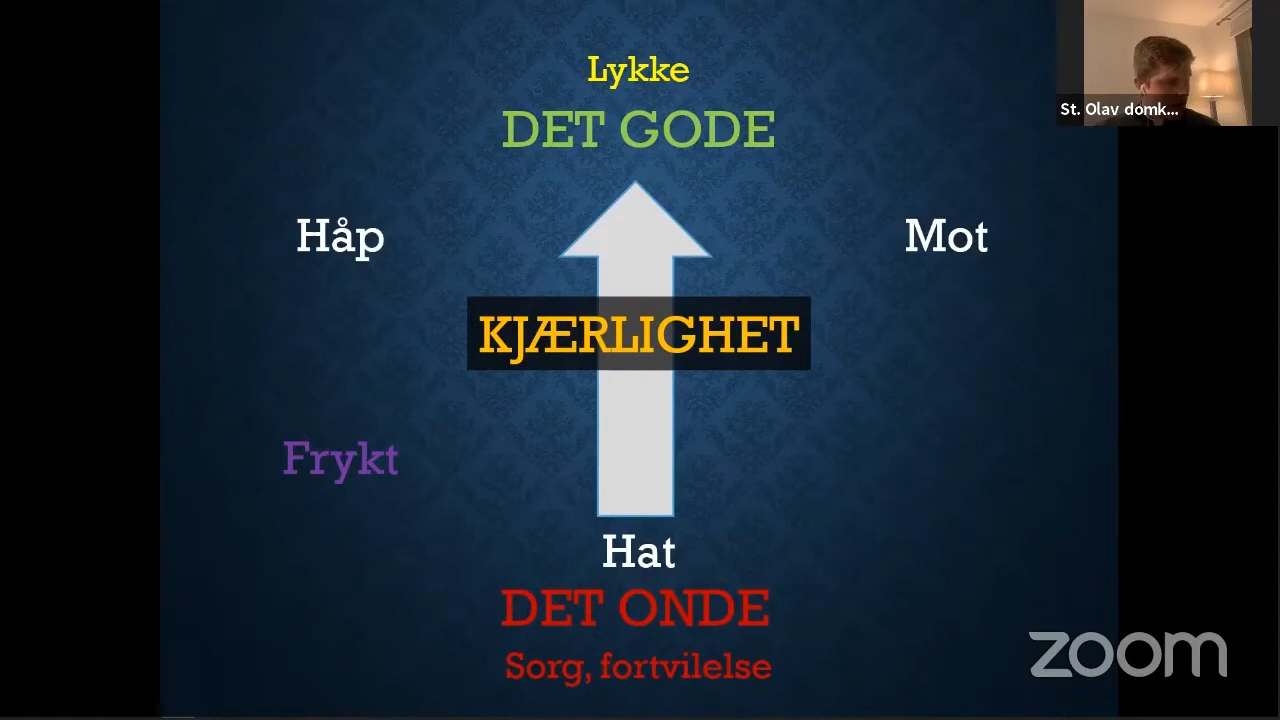 Lykke
DET GODE
St. Olav domk...
Håp
Mot
KJÆRLIGHET
Frykt
Hat
DET ONDE
Sorg, fortvilelse
zoom